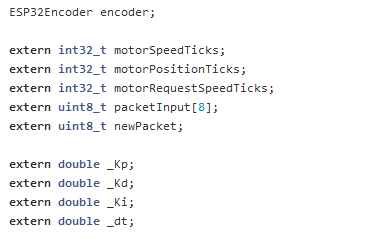 ESP32Encoder encoder;
extern int32_t motorSpeedTicks;
extern int32_t motorPositionTicks;
extern int32_t motorRequestSpeedTicks;
extern uint8_t packetInput[8];
extern uint8_t newPacket;
extern double _Kp;
extern double _Kd;
extern double _Ki;
extern double _dt;